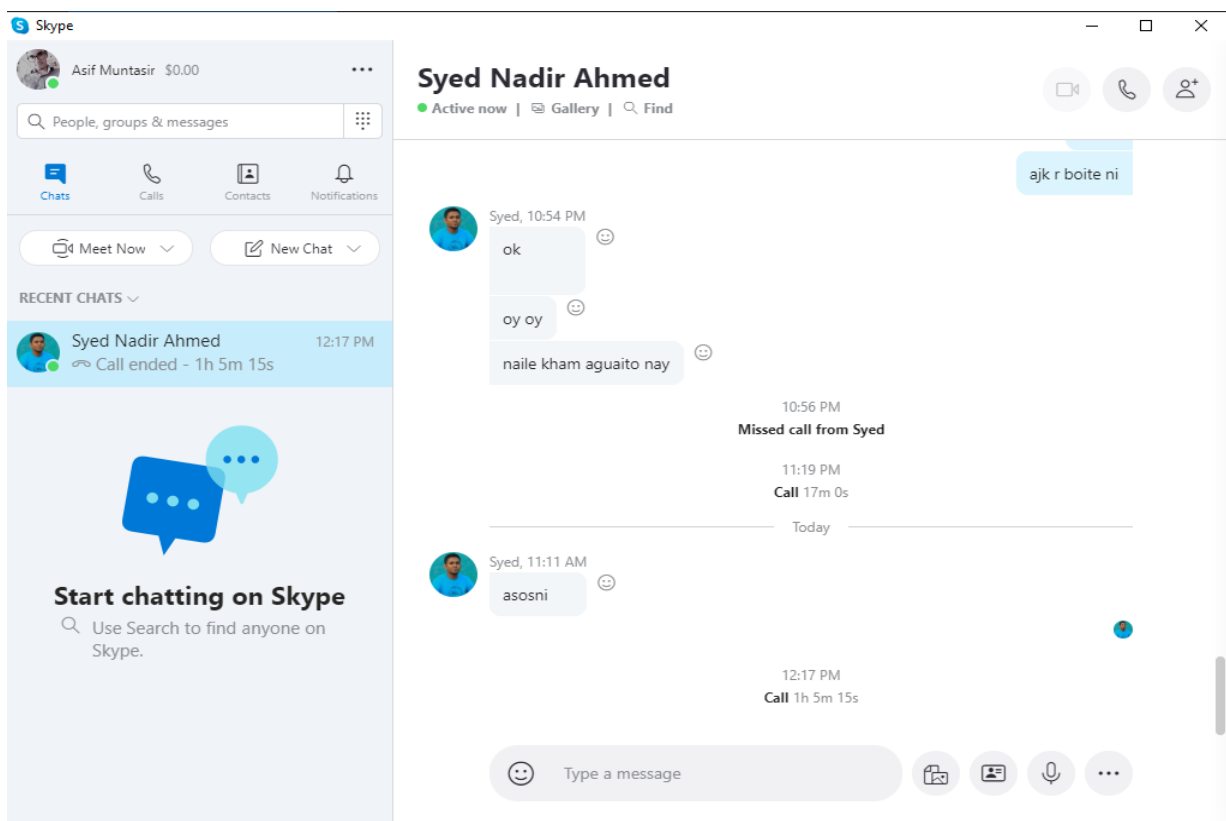 Skype
Asif Muntasir $0.00
People, groups & messages
Chats
Calls
Contacts
Notifications
Meet Now
New Chat
RECENT CHATS
Syed Nadir Ahmed 12:17 PM
Call ended - 1h 5m 15s
Start chatting on Skype
Use Search to find anyone on
Skype.
Syed Nadir Ahmed
Active now | Gallery | Find
ajk r boite ni
Syed, 10:54 PM
ok
oy oy
naile kham aguaito nay
10:56 PM
Missed call from Syed
11:19 PM
Call 17m 0s
Today
Syed, 11:11 AM
asosni
12:17 PM
Call 1h 5m 15s
Type a message